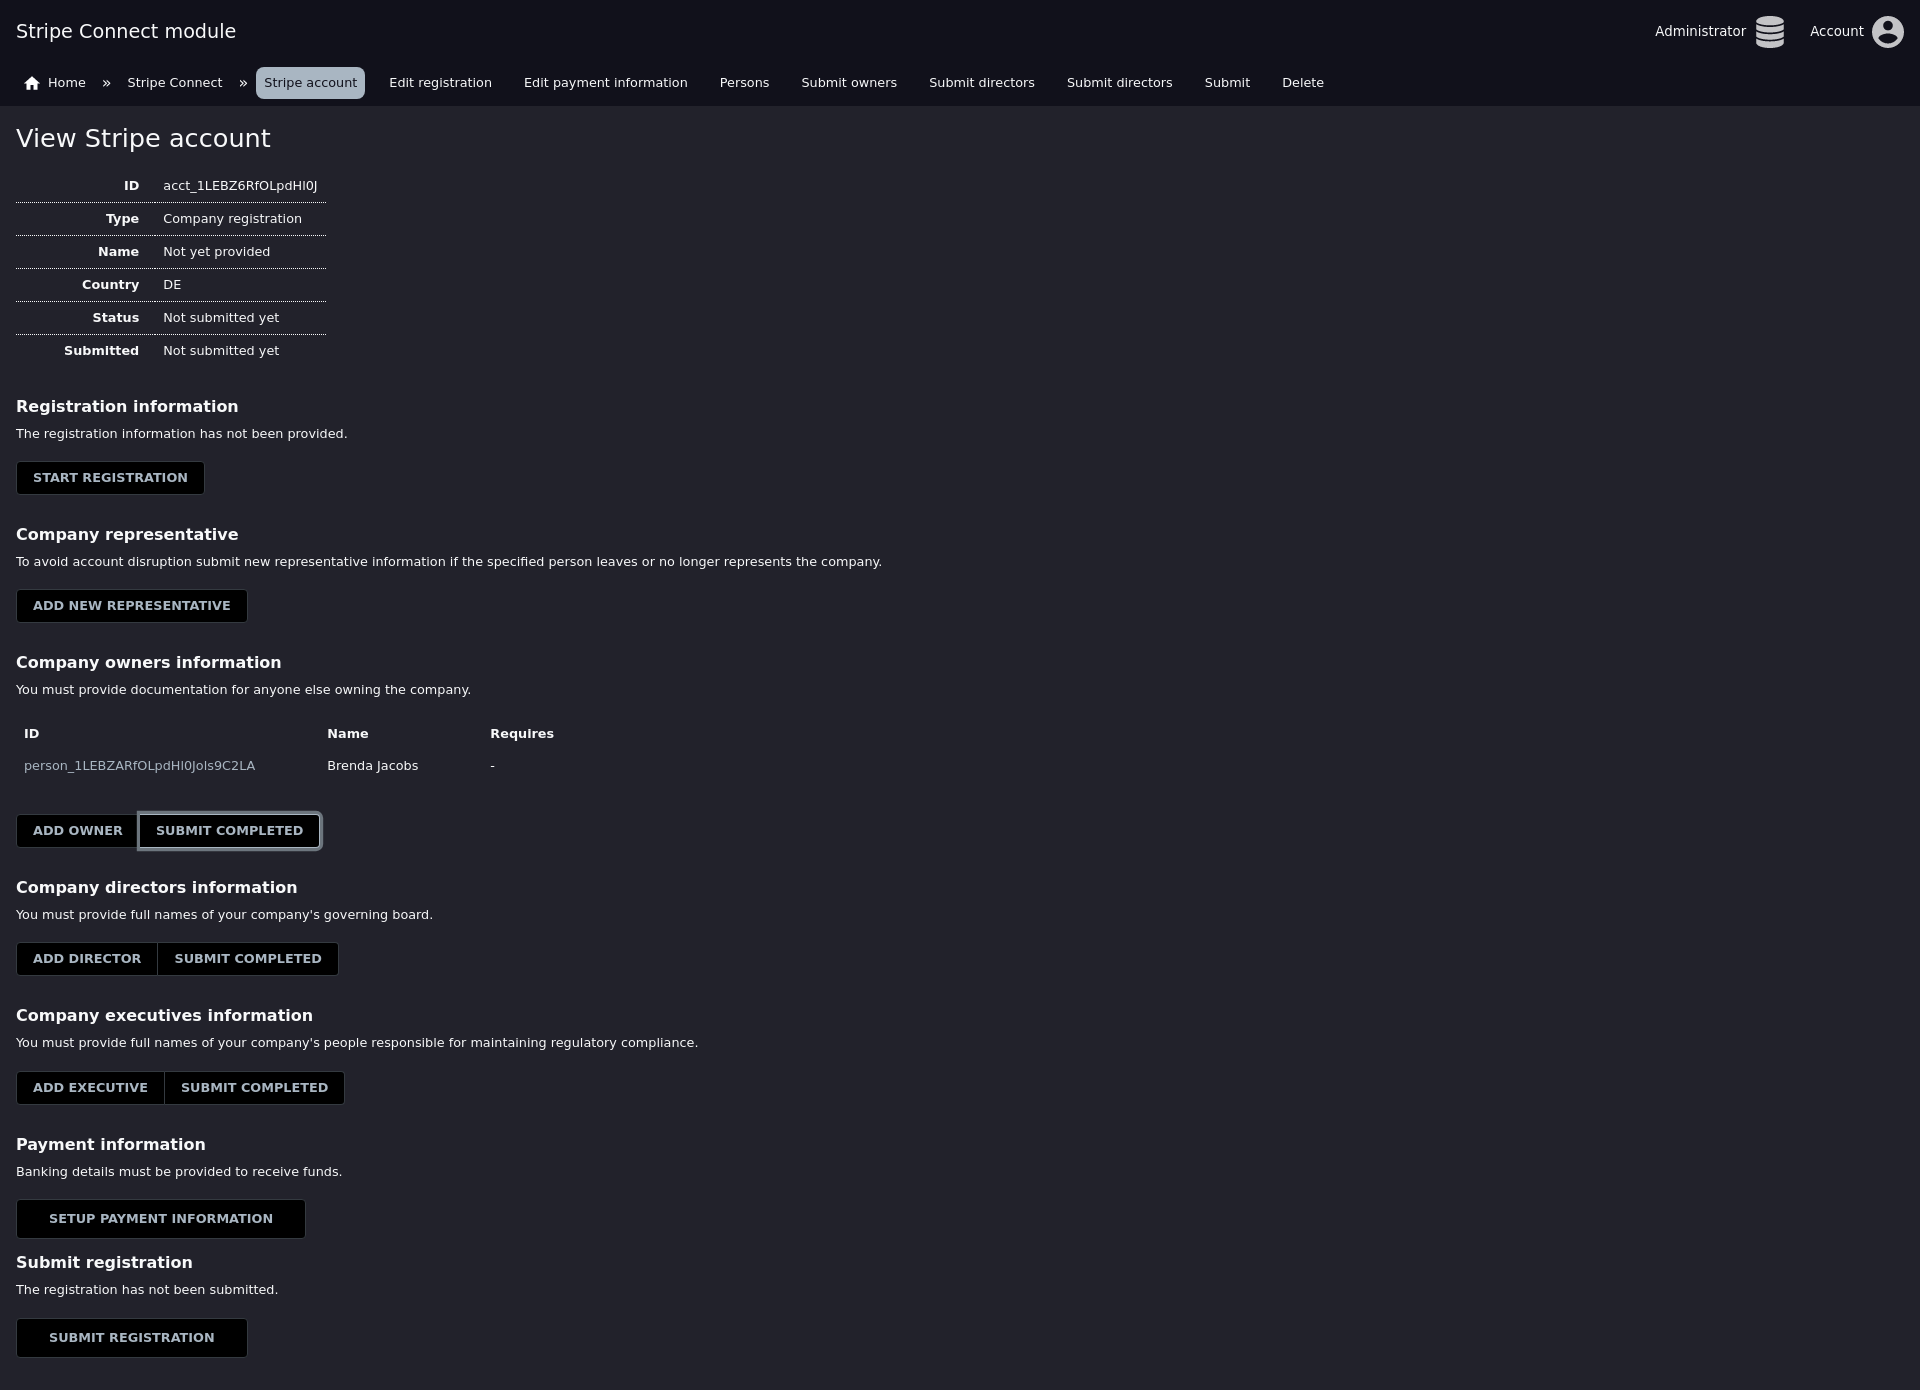 Stripe Connect module
Administrator
Account
Home » Stripe Connect » Stripe account Edit registration Edit payment information Persons Submit owners Submit directors Submit directors Submit Delete
View Stripe account
ID acct_1LEBZ6RfOLpdHl0J
Type Company registration
Name Not yet provided
Country DE
Status Not submitted yet
Submitted Not submitted yet
Registration information
The registration information has not been provided.
START REGISTRATION
Company representative
To avoid account disruption submit new representative information if the specified person leaves or no longer represents the company.
ADD NEW REPRESENTATIVE
Company owners information
You must provide documentation for anyone else owning the company.
ID Name Requires
person_1LEBZARfOLpdHl0Jols9C2LA Brenda Jacobs -
ADD OWNER SUBMIT COMPLETED
Company directors information
You must provide full names of your company's governing board.
ADD DIRECTOR SUBMIT COMPLETED
Company executives information
You must provide full names of your company's people responsible for maintaining regulatory compliance.
ADD EXECUTIVE SUBMIT COMPLETED
Payment information
Banking details must be provided to receive funds.
SETUP PAYMENT INFORMATION
Submit registration
The registration has not been submitted.
SUBMIT REGISTRATION